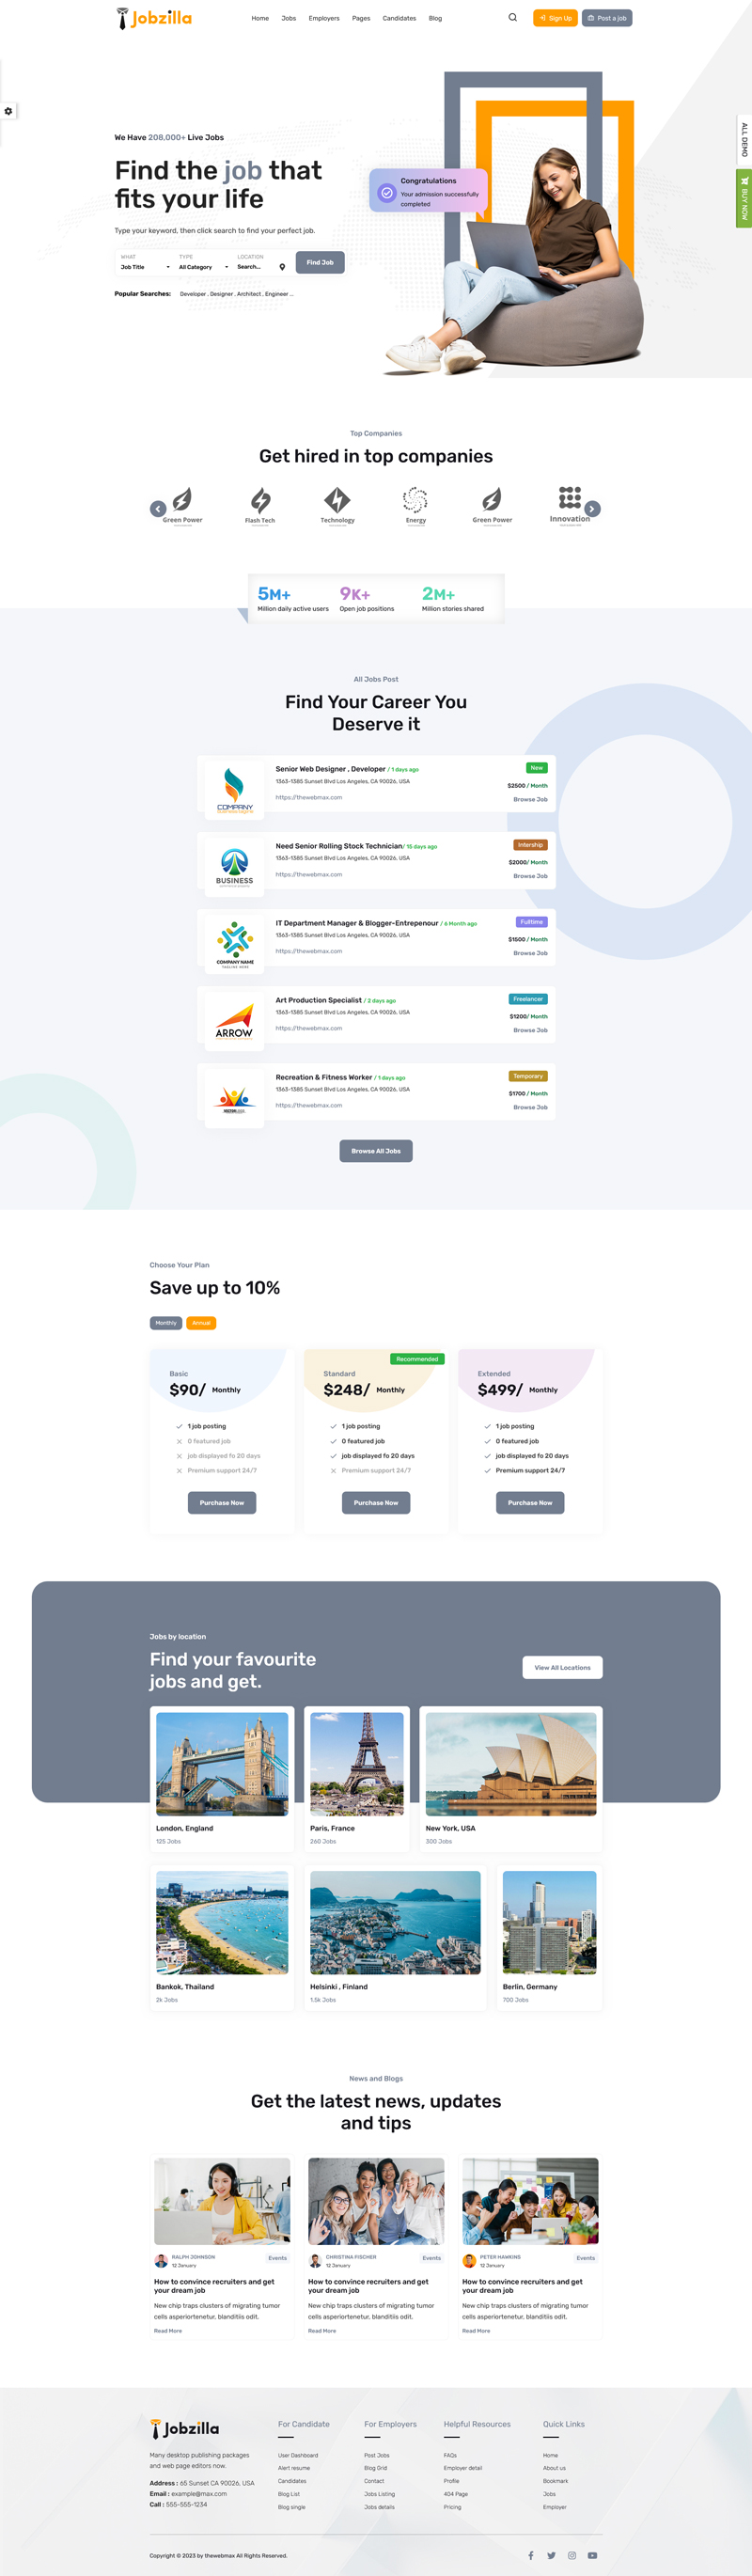 Jobzilla
Home Jobs Employers Pages Candidates Blog
Sign Up
Post a job
ALL DEMO
BUY NOW
We Have 208,000+ Live Jobs
Find the job that
fits your life
Type your keyword, then click search to find your perfect job.
WHAT TYPE LOCATION
Job Title All Category Search...
Find Job
Popular Searches: Developer , Designer , Architect , Engineer ...
Congratulations
Your admission successfully
completed
Top Companies
Get hired in top companies
Green Power
Flash Tech
Technology
Energy
Green Power
Innovation
5M+ 9K+ 2M+
Million daily active users Open job positions Million stories shared
All Jobs Post
Find Your Career You
Deserve it
COMPANY
Senior Web Designer , Developer / 1 days ago
1363-1385 Sunset Blvd Los Angeles, CA 90026, USA
https://thewebmax.com
New
$2500 / Month
Browse Job
BUSINESS
Need Senior Rolling Stock Technician/ 15 days ago
1363-1385 Sunset Blvd Los Angeles, CA 90026, USA
https://thewebmax.com
Intership
$2000/ Month
Browse Job
COMPANY NAME
TAGLINE HERE
IT Department Manager & Blogger-Entrepenour / 6 Month ago
1363-1385 Sunset Blvd Los Angeles, CA 90026, USA
https://thewebmax.com
Fulltime
$1500 / Month
Browse Job
ARROW
Art Production Specialist / 2 days ago
1363-1385 Sunset Blvd Los Angeles, CA 90026, USA
https://thewebmax.com
Freelancer
$1200/ Month
Browse Job
Recreation & Fitness Worker / 1 days ago
1363-1385 Sunset Blvd Los Angeles, CA 90026, USA
https://thewebmax.com
Temporary
$1700 / Month
Browse Job
Browse All Jobs
Choose Your Plan
Save up to 10%
Monthly
Annual
Basic
$90/ Monthly
1 job posting
0 featured job
job displayed fo 20 days
Premium support 24/7
Purchase Now
Recommended
Standard
$248/ Monthly
1 job posting
0 featured job
job displayed fo 20 days
Premium support 24/7
Purchase Now
Extended
$499/ Monthly
1 job posting
0 featured job
job displayed fo 20 days
Premium support 24/7
Purchase Now
Jobs by location
Find your favourite
jobs and get.
View All Locations
London, England
125 Jobs
Paris, France
260 Jobs
New York, USA
300 Jobs
Bankok, Thailand
2k Jobs
Helsinki , Finland
1.5k Jobs
Berlin, Germany
700 Jobs
News and Blogs
Get the latest news, updates
and tips
RALPH JOHNSON
12 January
Events
How to convince recruiters and get
your dream job
New chip traps clusters of migrating tumor
cells asperiortenetur, blanditiis odit.
Read More
CHRISTINA FISCHER
12 January
Events
How to convince recruiters and get
your dream job
New chip traps clusters of migrating tumor
cells asperiortenetur, blanditiis odit.
Read More
PETER HAWKINS
12 January
Events
How to convince recruiters and get
your dream job
New chip traps clusters of migrating tumor
cells asperiortenetur, blanditiis odit.
Read More
Jobzilla
Many desktop publishing packages
and web page editors now.
Address : 65 Sunset CA 90026, USA
Email : example@max.com
Call : 555-555-1234
For Candidate
User Dashboard
Alert resume
Candidates
Blog List
Blog single
For Employers
Post Jobs
Blog Grid
Contact
Jobs Listing
Jobs details
Helpful Resources
FAQs
Employer detail
Profile
404 Page
Pricing
Quick Links
Home
About us
Bookmark
Jobs
Employer
Copyright © 2023 by thewebmax All Rights Reserved.